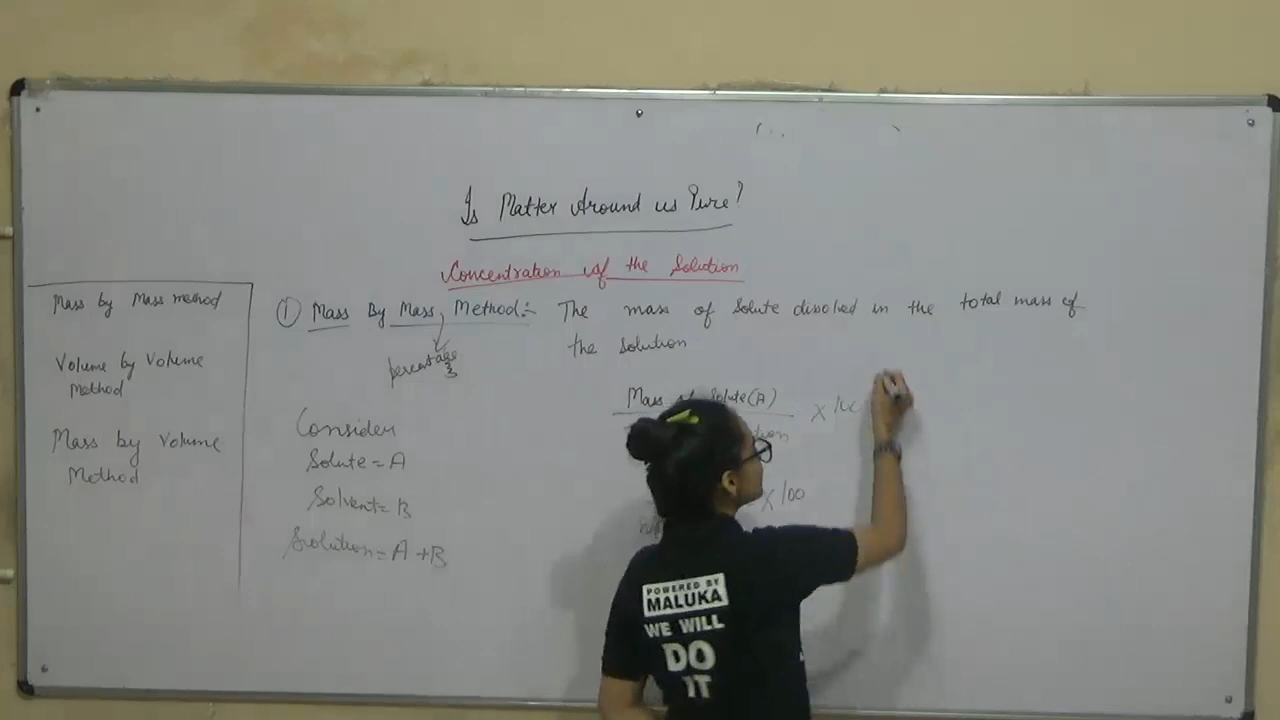 Is Matter Around us Pure?
Concentration of the Solution
Mass by Mass method
Volume by Volume
Method
Mass by Volume
Method
① Mass By Mass Method:- The mass of Solute disolved in the total mass of
the solution
percentage
Consider
Solute = A
Solvent = B
Solution = A + B
Mass of Solute(A)
X
X 100
POWERED BY
MALUKA
WE WILL
DO
IT